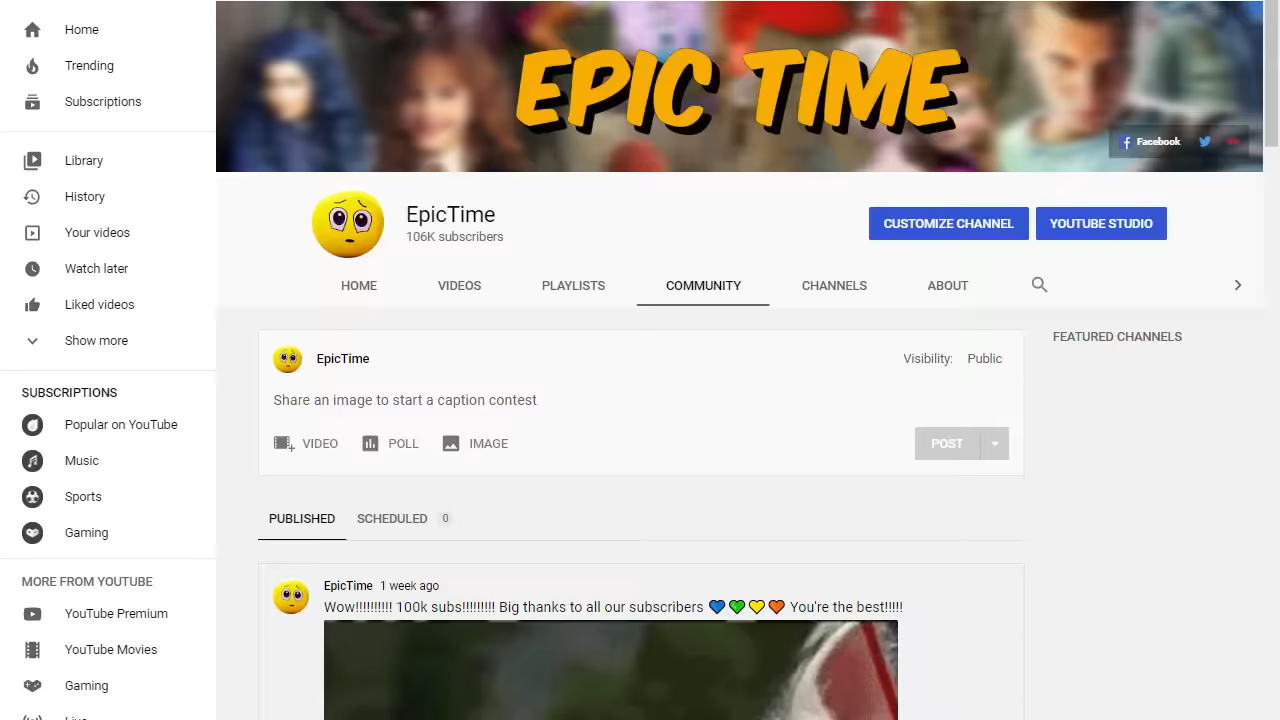 Home
Trending
Subscriptions
Library
History
Your videos
Watch later
Liked videos
Show more
SUBSCRIPTIONS
Popular on YouTube
Music
Sports
Gaming
MORE FROM YOUTUBE
YouTube Premium
YouTube Movies
Gaming
EPIC TIME
Facebook
EpicTime
106K subscribers
CUSTOMIZE CHANNEL
YOUTUBE STUDIO
HOME VIDEOS PLAYLISTS COMMUNITY CHANNELS ABOUT
EpicTime
Visibility: Public
Share an image to start a caption contest
VIDEO POLL IMAGE
POST
PUBLISHED SCHEDULED 0
EpicTime 1 week ago
Wow!!!!!!!!!! 100k subs!!!!!!!!! Big thanks to all our subscribers 💙💚💛🧡 You're the best!!!!!
FEATURED CHANNELS